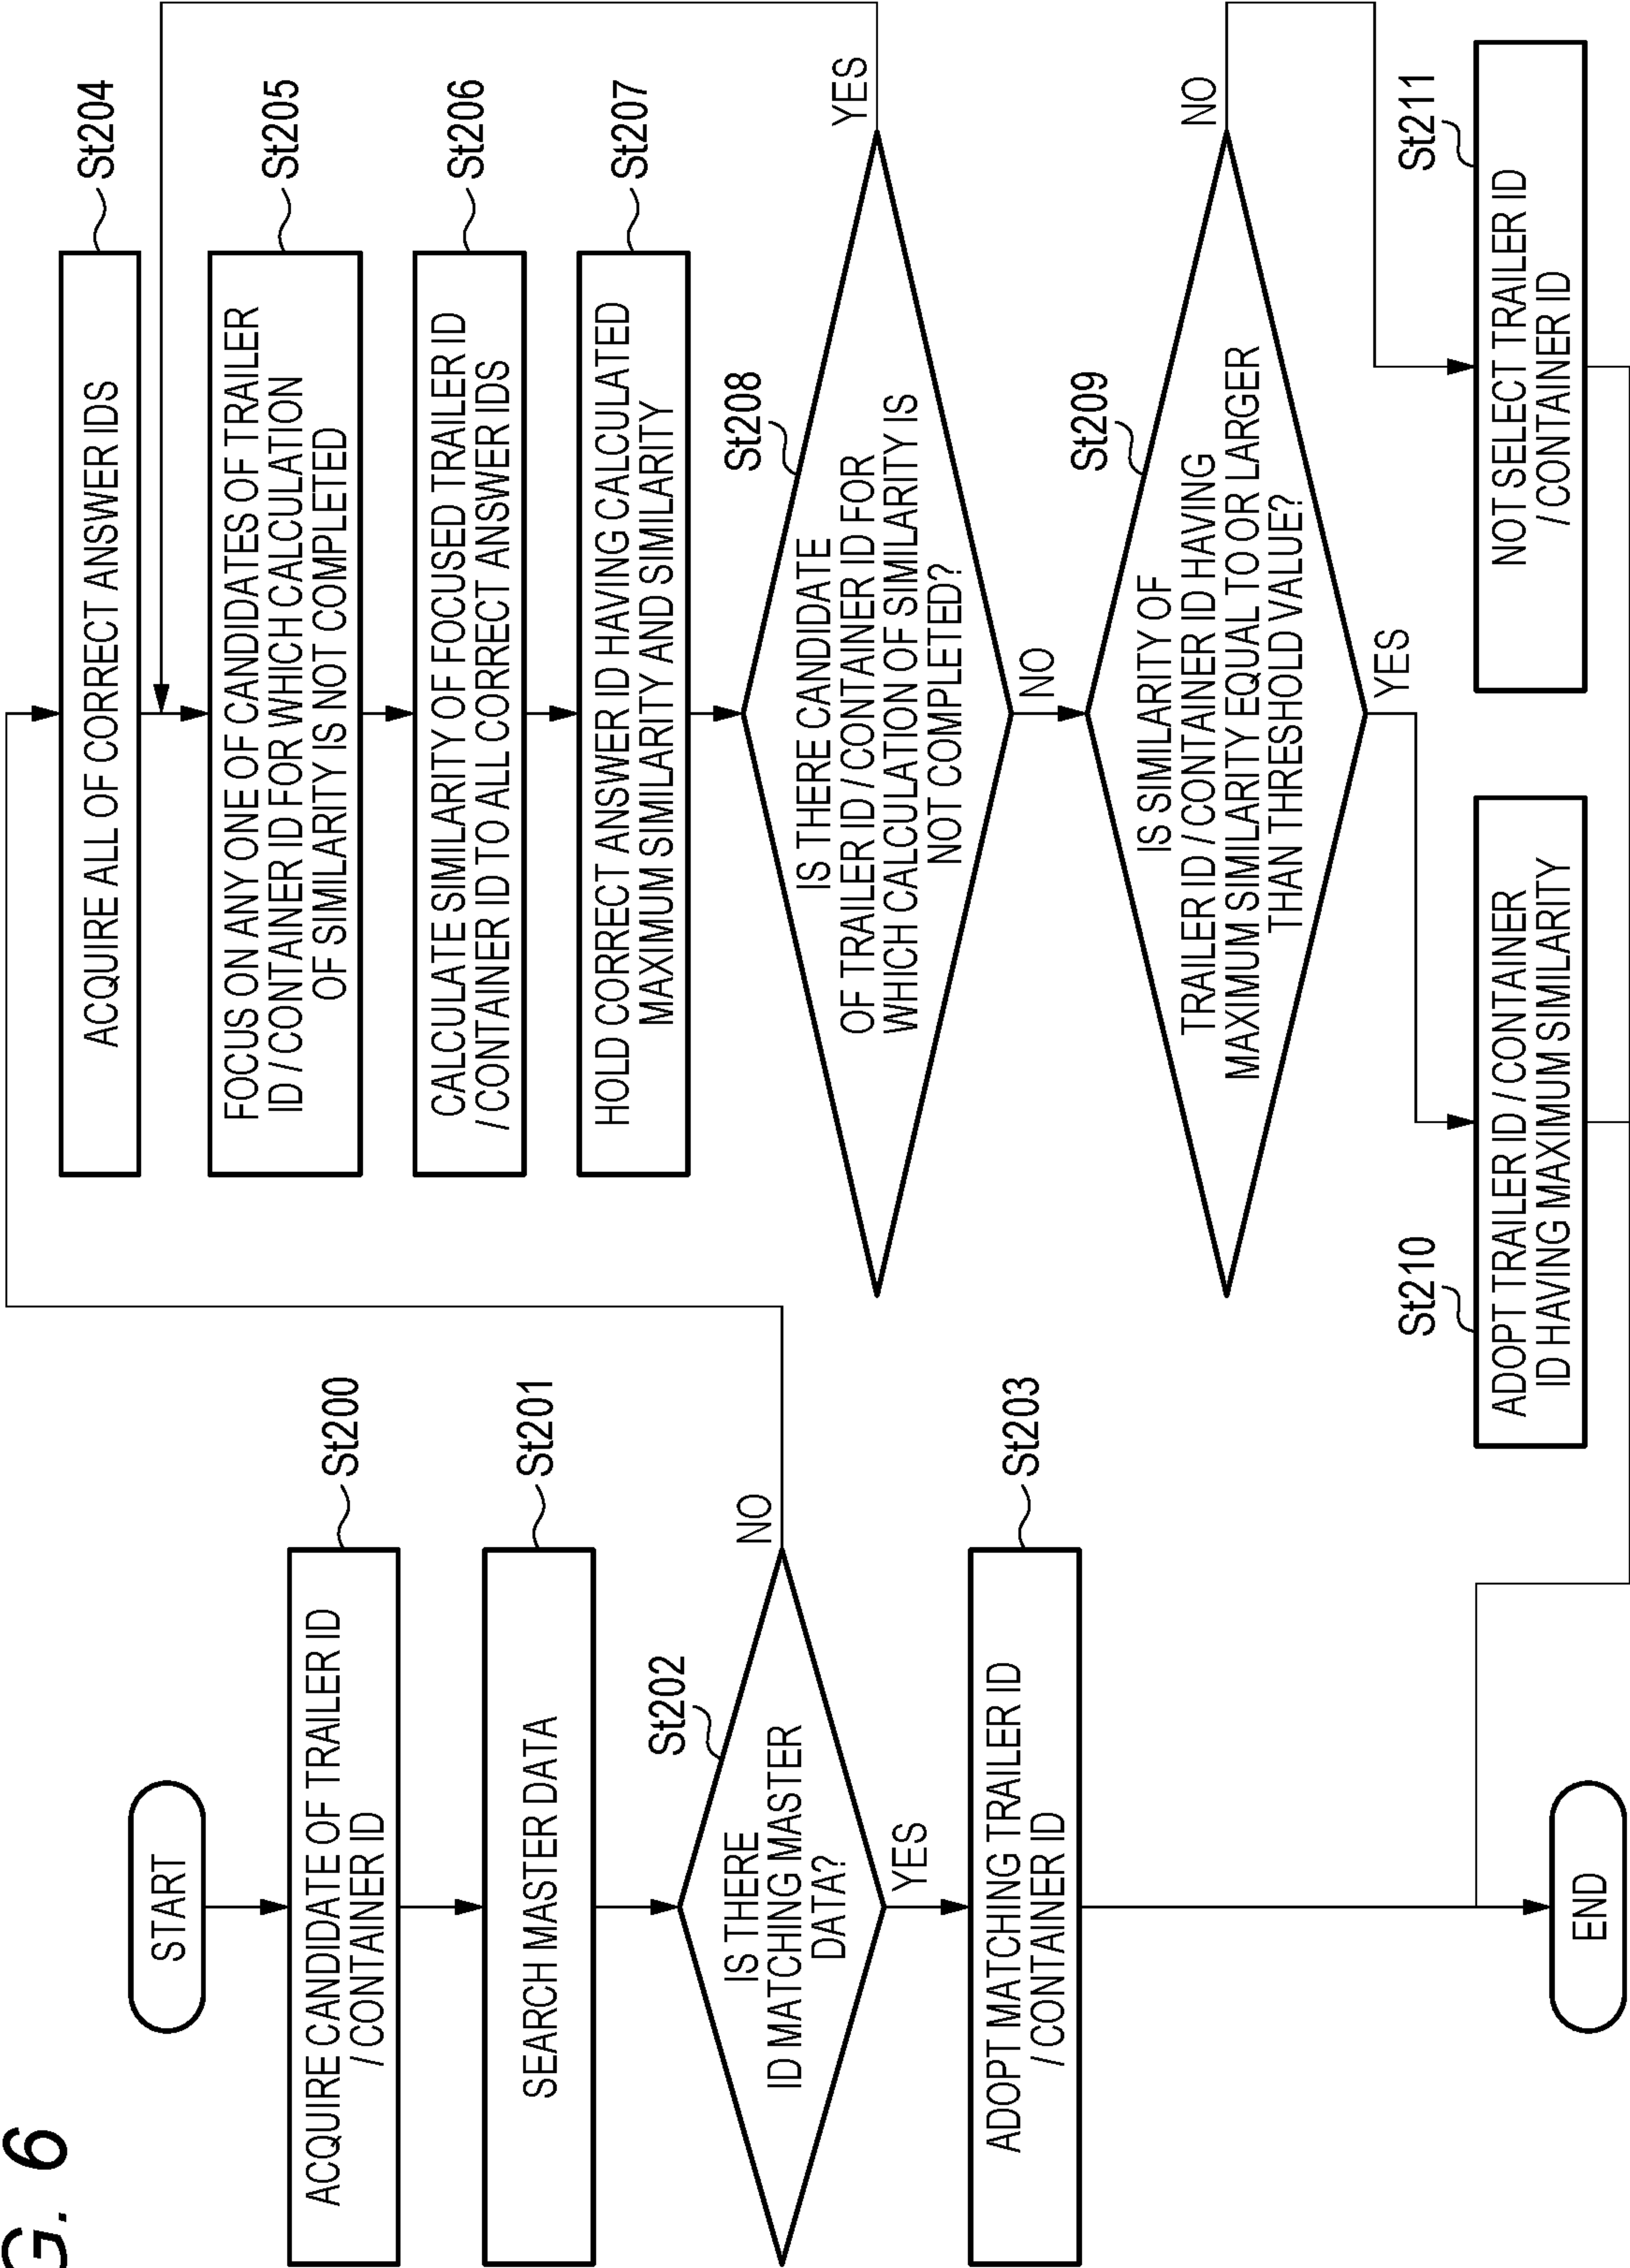 G. 6
START
ACQUIRE CANDIDATE OF TRAILER ID
/ CONTAINER ID
St200
SEARCH MASTER DATA
St201
IS THERE
ID MATCHING MASTER
DATA?
St202
NO
YES
ADOPT MATCHING TRAILER ID
/ CONTAINER ID
St203
END
ACQUIRE ALL OF CORRECT ANSWER IDS
St204
FOCUS ON ANY ONE OF CANDIDATES OF TRAILER
ID / CONTAINER ID FOR WHICH CALCULATION
OF SIMILARITY IS NOT COMPLETED
St205
CALCULATE SIMILARITY OF FOCUSED TRAILER ID
/ CONTAINER ID TO ALL CORRECT ANSWER IDS
St206
HOLD CORRECT ANSWER ID HAVING CALCULATED
MAXIMUM SIMILARITY AND SIMILARITY
St207
IS THERE CANDIDATE
OF TRAILER ID / CONTAINER ID FOR
WHICH CALCULATION OF SIMILARITY IS
NOT COMPLETED?
St208
YES
NO
IS SIMILARITY OF
TRAILER ID / CONTAINER ID HAVING
MAXIMUM SIMILARITY EQUAL TO OR LARGER
THAN THRESHOLD VALUE?
St209
NO
YES
ADOPT TRAILER ID / CONTAINER
ID HAVING MAXIMUM SIMILARITY
St210
NOT SELECT TRAILER ID
/ CONTAINER ID
St211